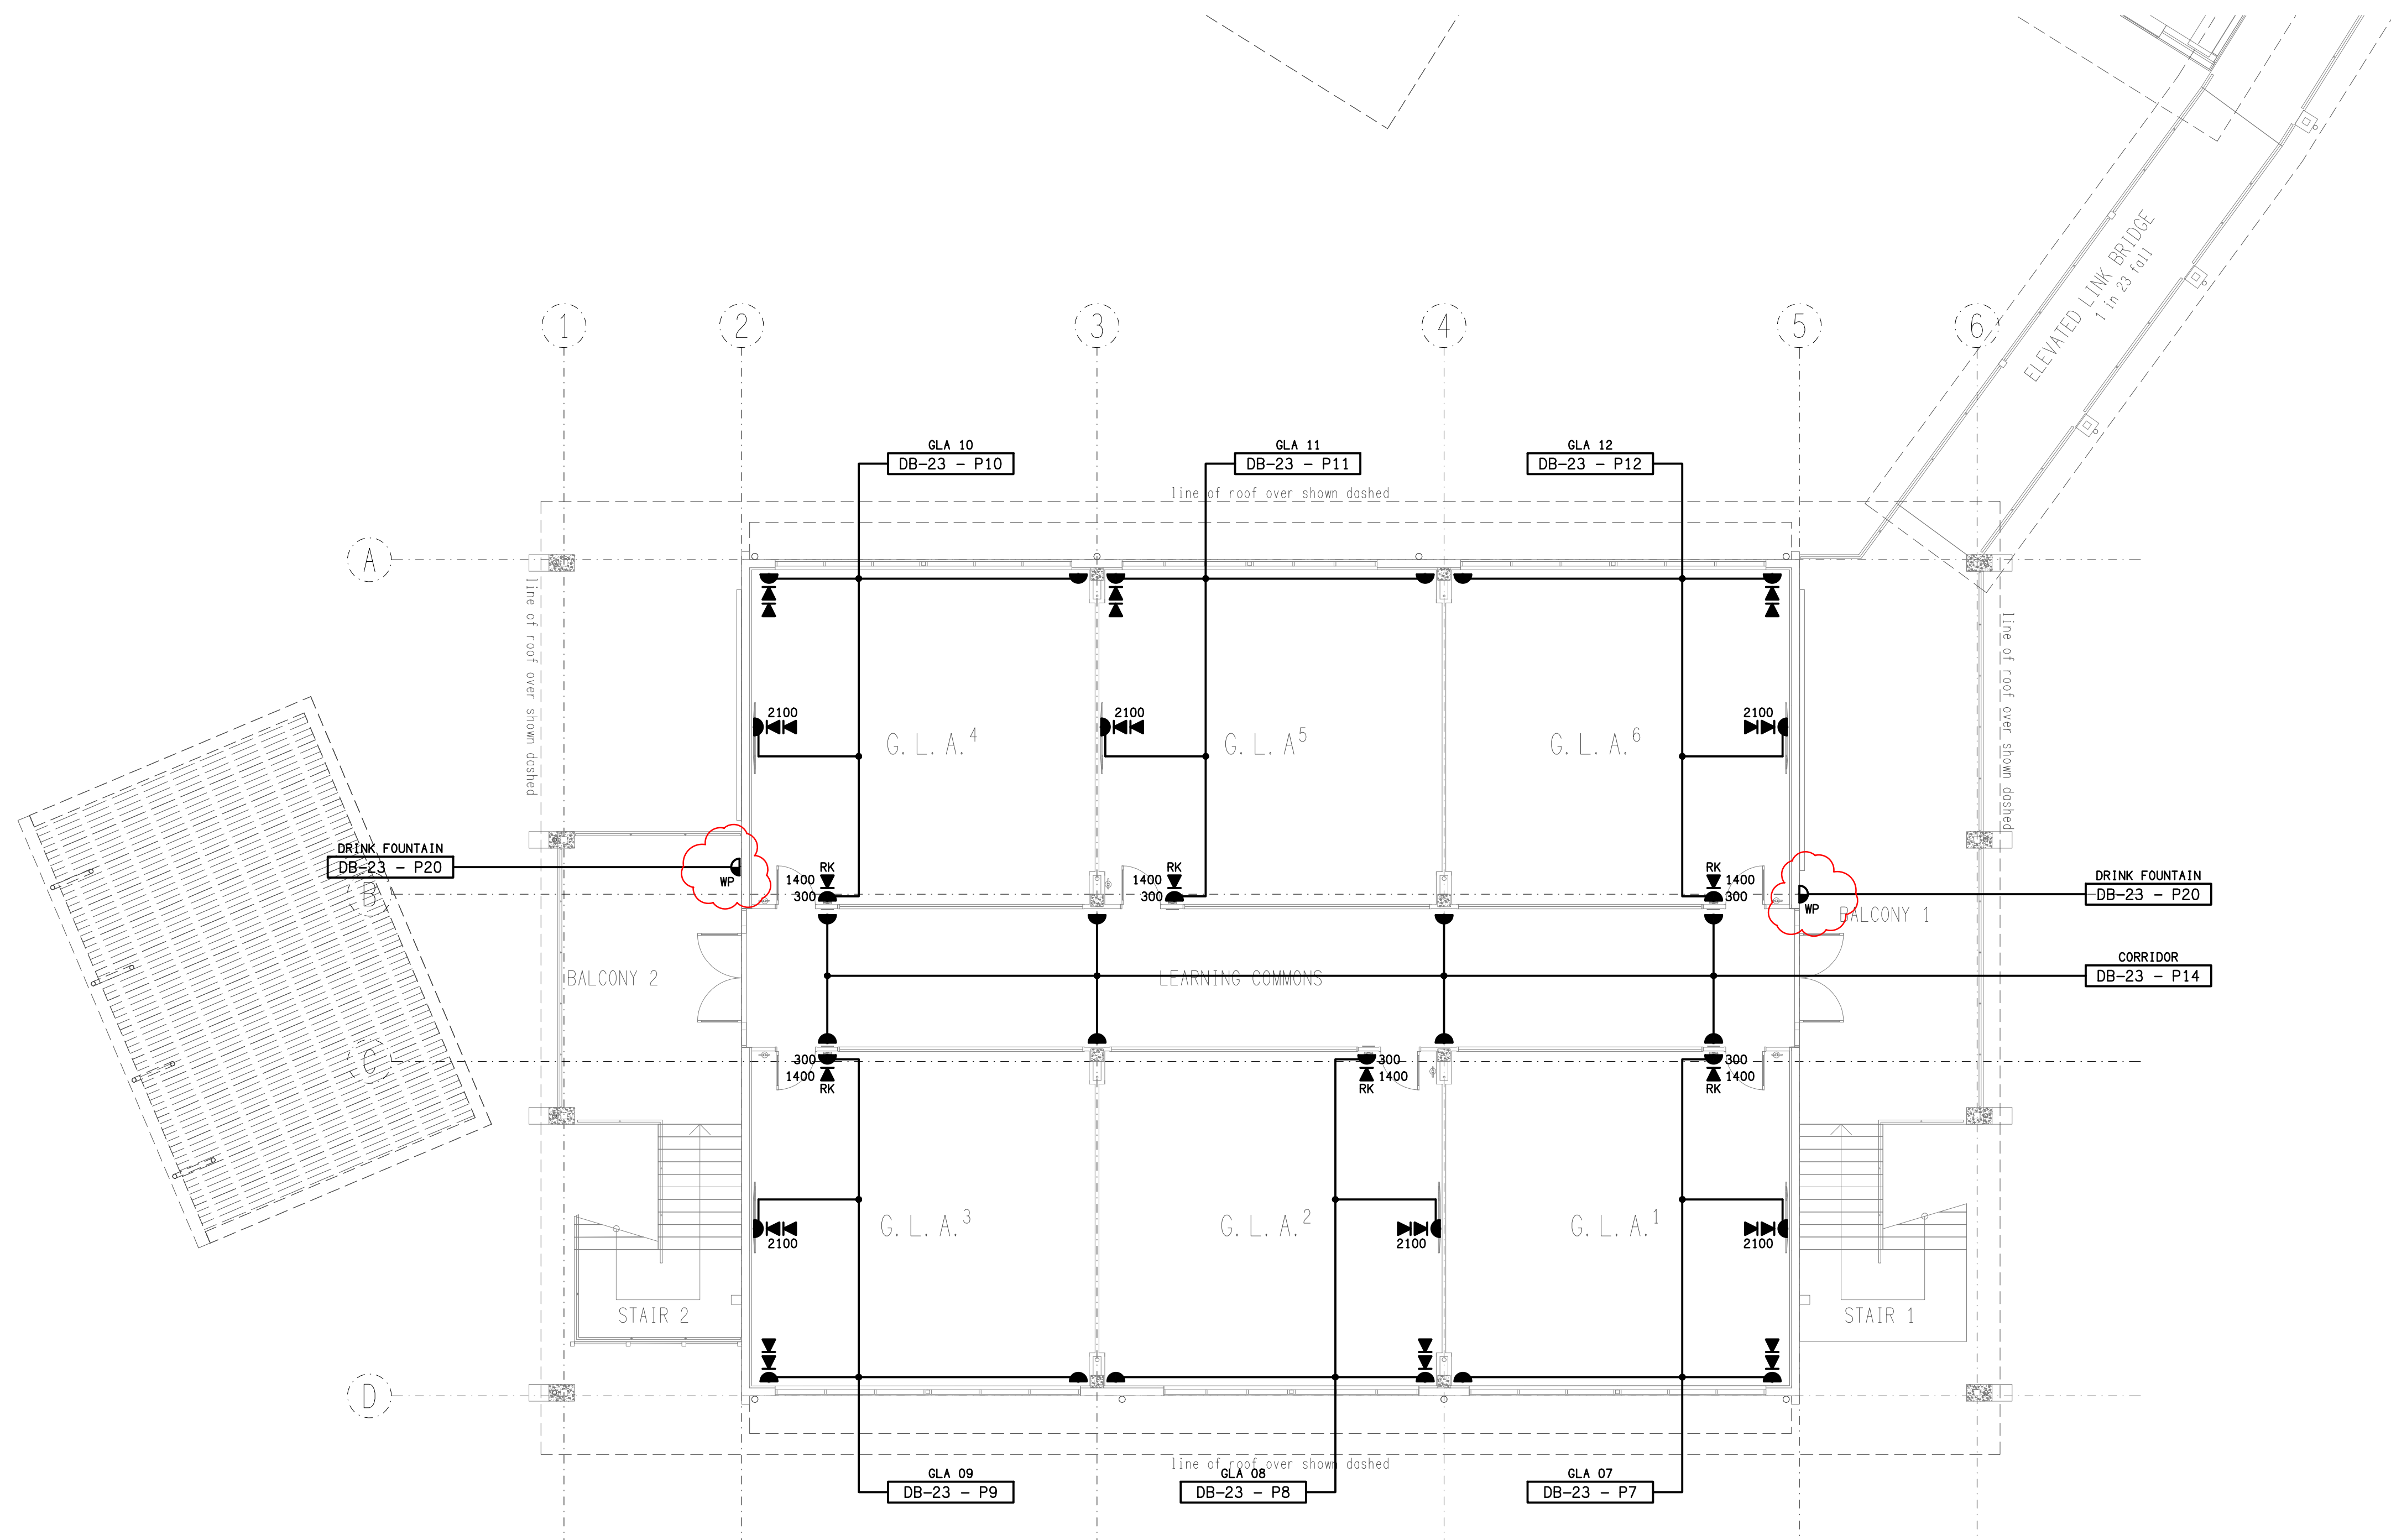 ELEVATED LINK BRIDGE
1 in 23 fall
1
2
3
4
5
6
GLA 10
DB-23 - P10
GLA 11
DB-23 - P11
GLA 12
DB-23 - P12
line of roof over shown dashed
A
line of roof over shown dashed
line of roof over shown dashed
2100
2100
2100
G. L. A.4
G. L. A5
G. L. A.6
DRINK FOUNTAIN
DB-23 - P20
WP
B
RK
1400
300
RK
1400
300
RK
1400
300
WP
BALCONY 1
DRINK FOUNTAIN
DB-23 - P20
CORRIDOR
DB-23 - P14
BALCONY 2
LEARNING COMMONS
C
300
1400
RK
300
1400
RK
300
1400
RK
G. L. A.3
G. L. A.2
G. L. A.1
2100
2100
2100
STAIR 2
STAIR 1
D
line of roof over shown dashed
GLA 09
DB-23 - P9
GLA 08
DB-23 - P8
GLA 07
DB-23 - P7